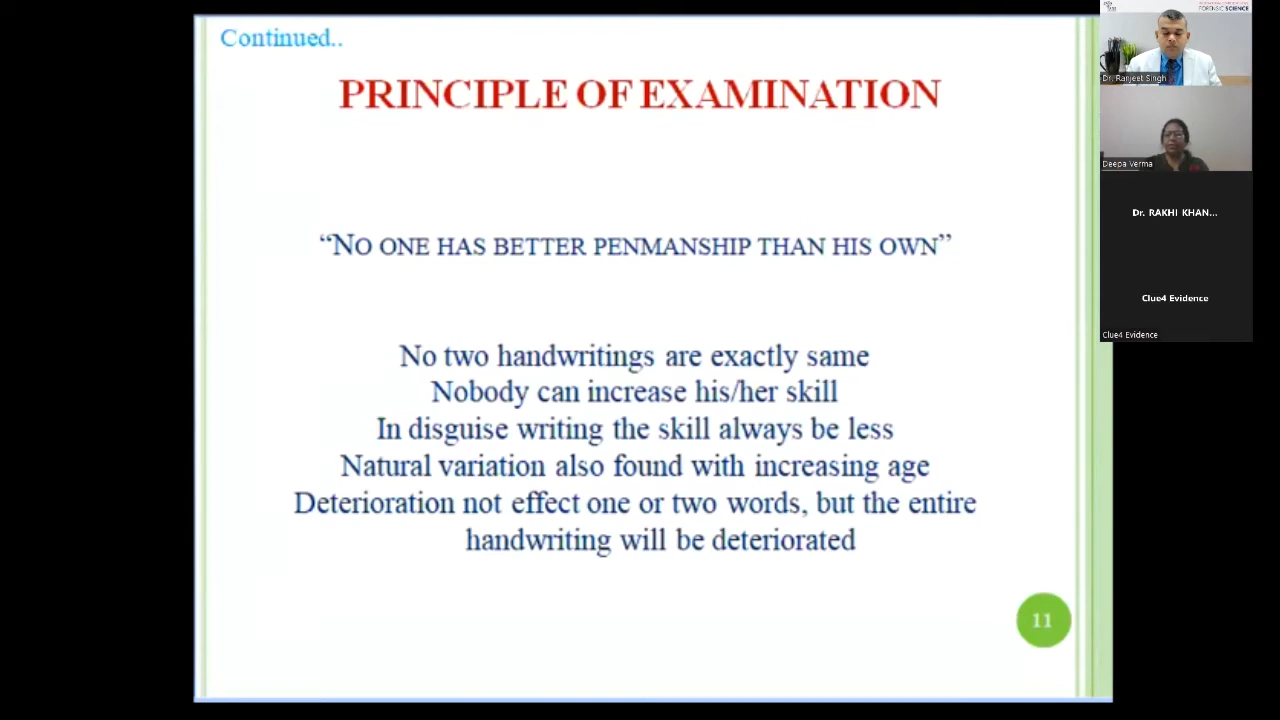 Continued..
PRINCIPLE OF EXAMINATION
“NO ONE HAS BETTER PENMANSHIP THAN HIS OWN”
No two handwritings are exactly same
Nobody can increase his/her skill
In disguise writing the skill always be less
Natural variation also found with increasing age
Deterioration not effect one or two words, but the entire
handwriting will be deteriorated
11
FORENSIC SCIENCE
Dr. Ranjeet Singh
Deepa Verma
Dr. RAKHI KHAN...
Clue4 Evidence
Clue4 Evidence